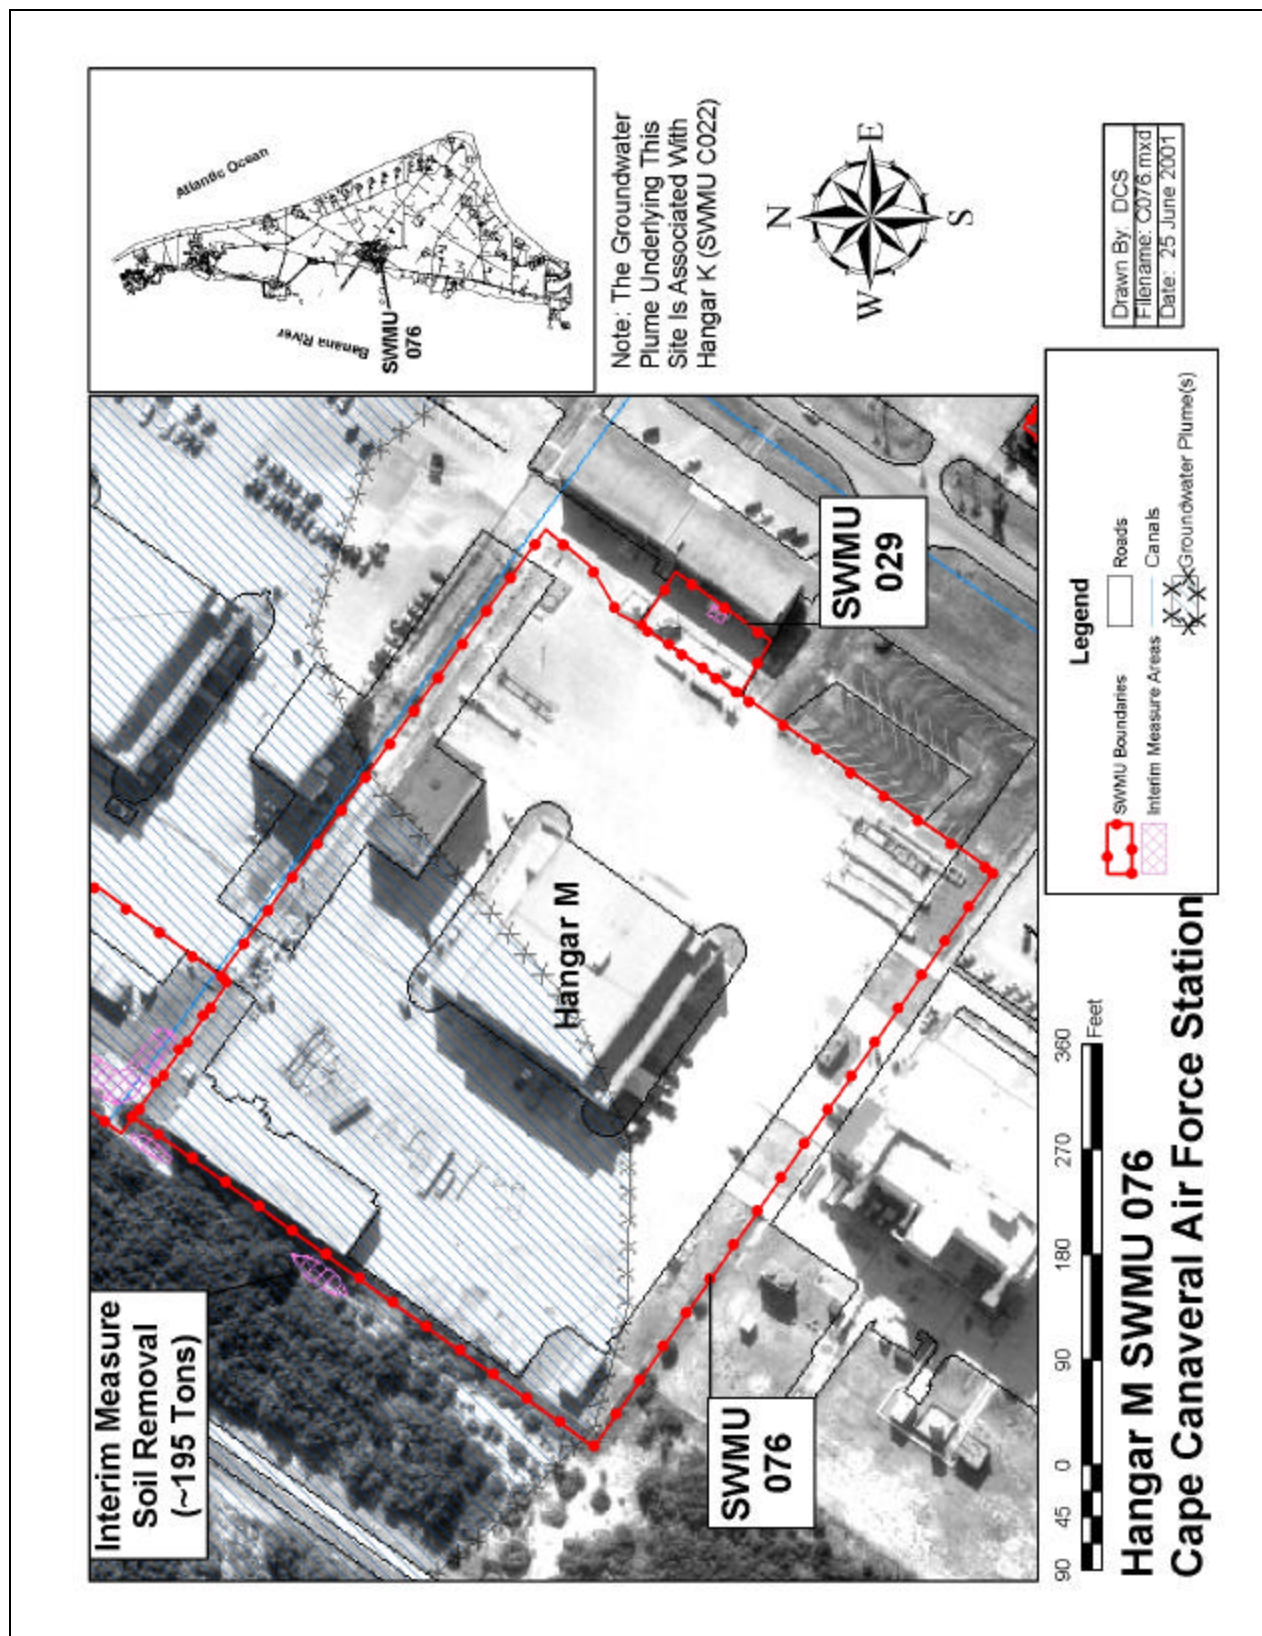 Interim Measure
Soil Removal
(~195 Tons)
Hangar M
SWMU
076
SWMU
029
Atlantic Ocean
Banana River
SWMU
076
Note: The Groundwater
Plume Underlying This
Site Is Associated With
Hangar K (SWMU C022)
N
W
E
S
90 45 0 90 180 270 360
Feet
Hangar M SWMU 076
Cape Canaveral Air Force Station
Legend
SWMU Boundaries
Roads
Interim Measure Areas
Canals
Groundwater Plume(s)
Drawn By: DCS
Filename: C076.mxd
Date: 25 June 2001